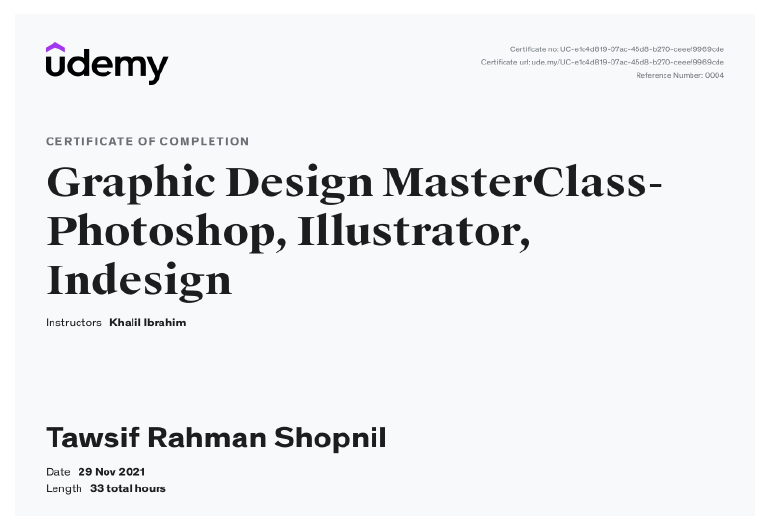 udemy
Certificate no: UC-e1c4d819-07ac-45d8-b270-ceeef9969cde
Certificate url: ude.my/UC-e1c4d819-07ac-45d8-b270-ceeef9969cde
Reference Number: 0004
CERTIFICATE OF COMPLETION
Graphic Design MasterClass-
Photoshop, Illustrator,
Indesign
Instructors Khalil Ibrahim
Tawsif Rahman Shopnil
Date 29 Nov 2021
Length 33 total hours